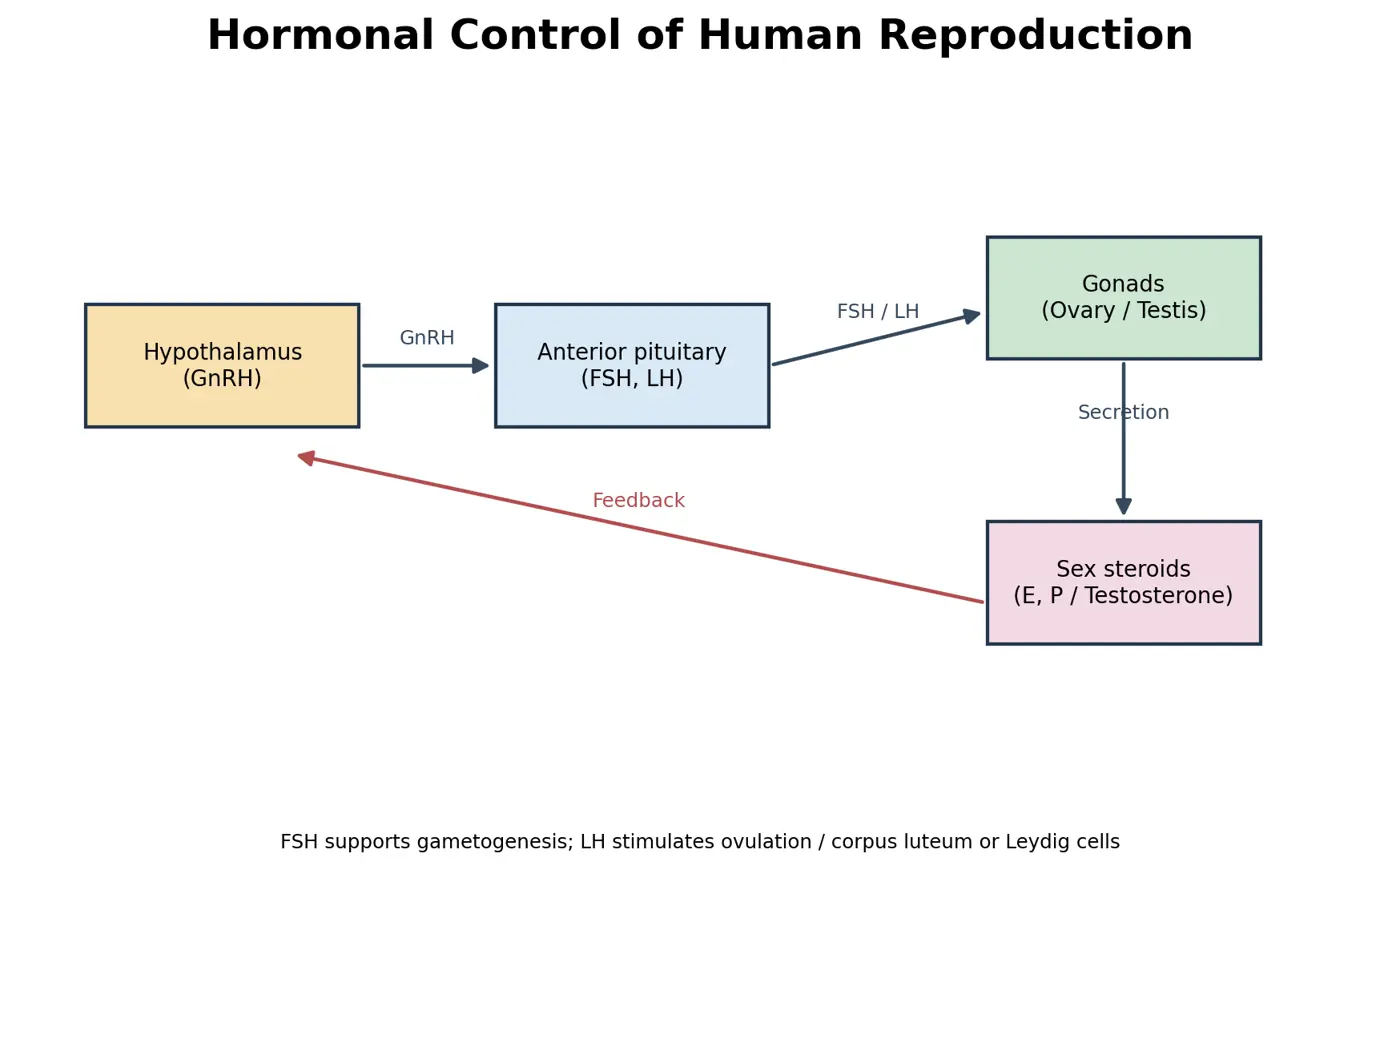 Hormonal Control of Human Reproduction
Gonads
(Ovary / Testis)
FSH / LH
GnRH
Hypothalamus
(GnRH)
Anterior pituitary
(FSH, LH)
Secretion
Feedback
Sex steroids
(E, P / Testosterone)
FSH supports gametogenesis; LH stimulates ovulation / corpus luteum or Leydig cells